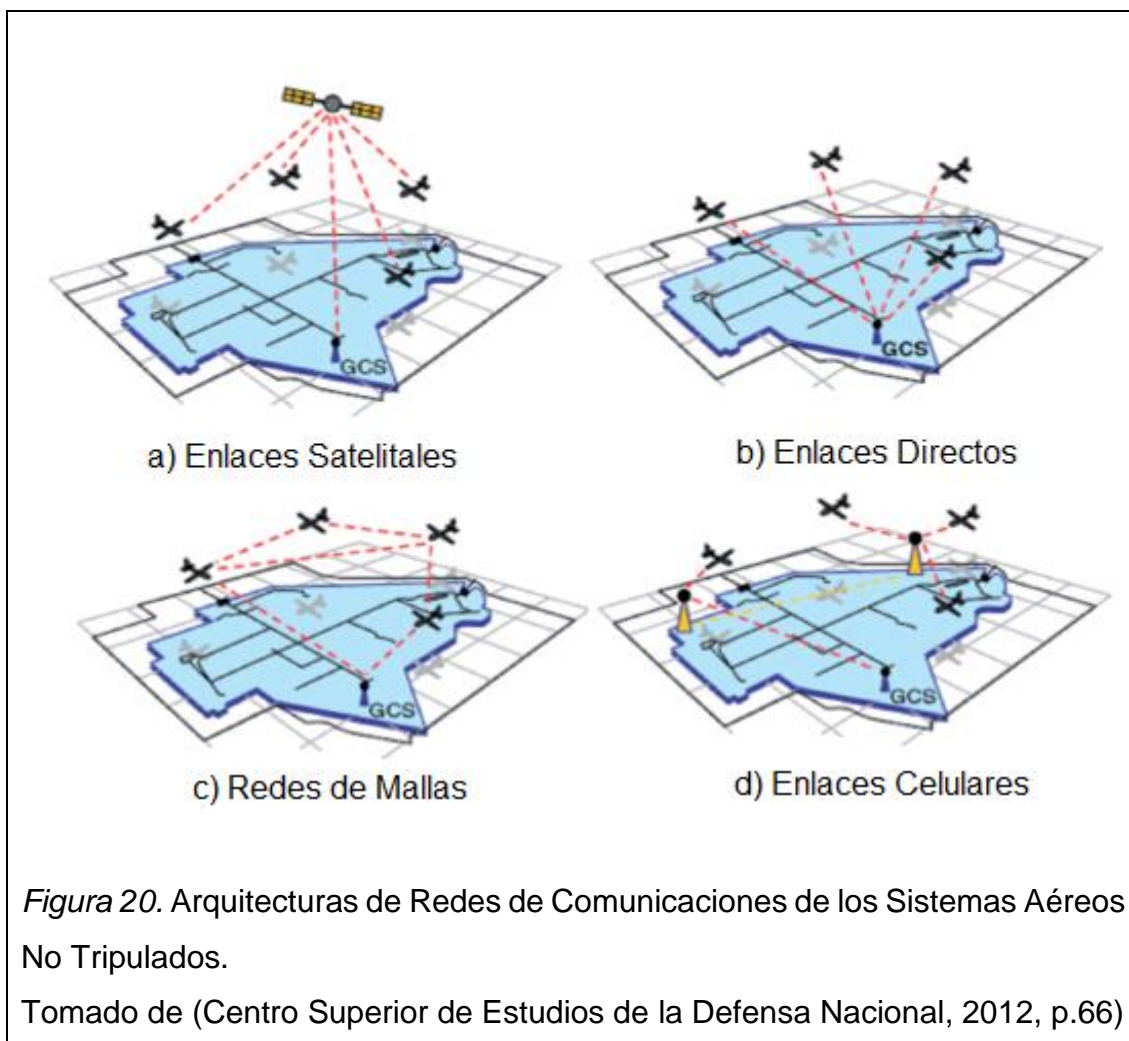 GCS
GCS
a) Enlaces Satelitales
b) Enlaces Directos
GCS
GCS
c) Redes de Mallas
d) Enlaces Celulares
Figura 20. Arquitecturas de Redes de Comunicaciones de los Sistemas Aéreos
No Tripulados.
Tomado de (Centro Superior de Estudios de la Defensa Nacional, 2012, p.66)